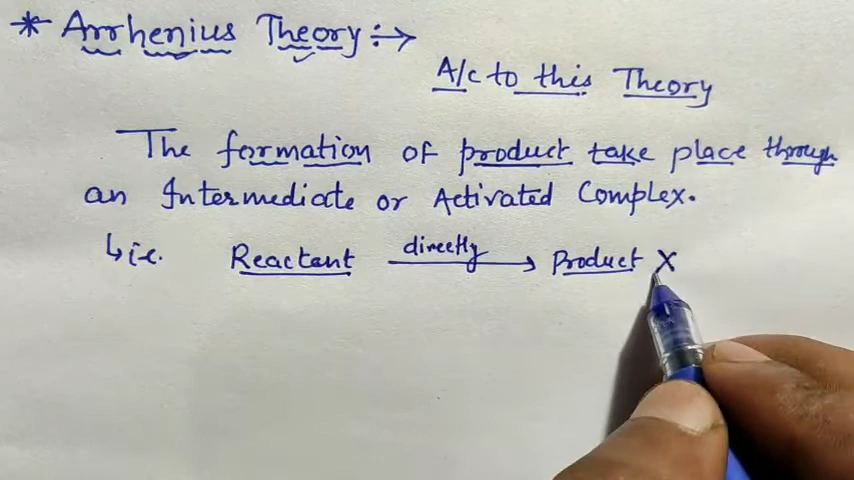 * Arrhenius Theory :→
A/c to this Theory
The formation of product take place through
an Intermediate or Activated Complex.
↳ i.e. Reactant directly → Product X